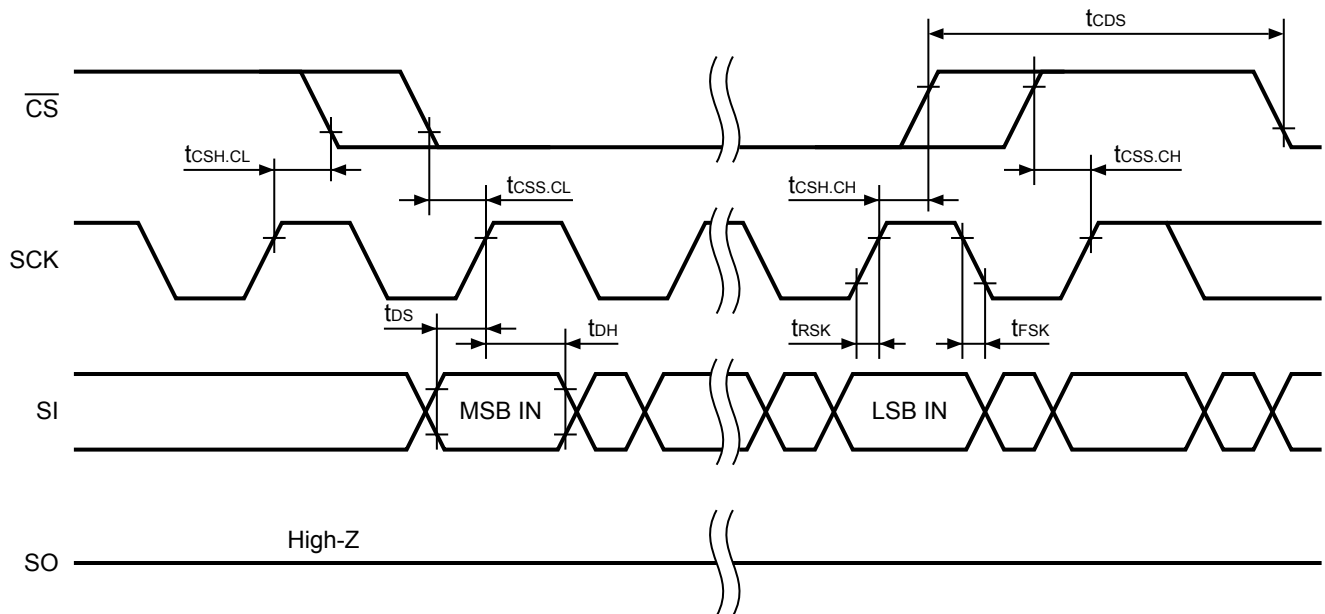 tCDS
CS
tCSH.CL
tCSS.CL
tCSH.CH
tCSS.CH
SCK
tDS
tDH
tRSK
tFSK
SI
MSB IN
LSB IN
High-Z
SO